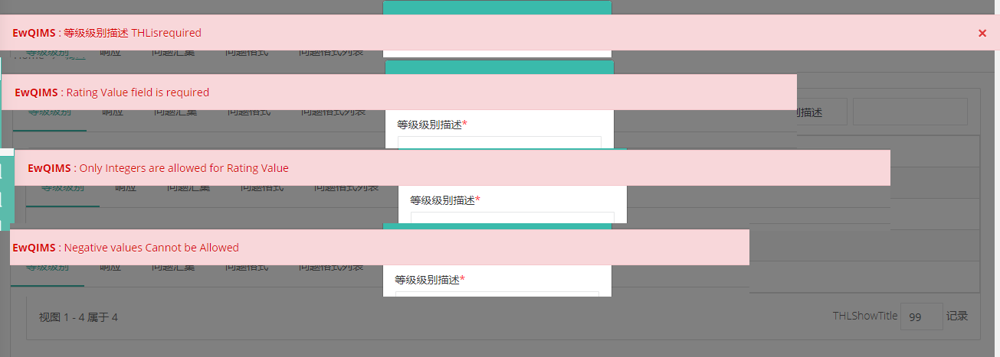 EwQIMS : 等级级别描述 THLisrequired
×
等级级别 响应 问题汇集 问题格式 问题格式列表
EwQIMS : Rating Value field is required
等级级别 响应 问题汇集 问题格式 问题格式列表
等级级别描述*
描述
EwQIMS : Only Integers are allowed for Rating Value
等级级别 响应 问题汇集 问题格式 问题格式列表
等级级别描述*
EwQIMS : Negative values Cannot be Allowed
等级级别 响应 问题汇集 问题格式 问题格式列表
等级级别描述*
视图 1 - 4 属于 4
THLShowTitle 99 记录